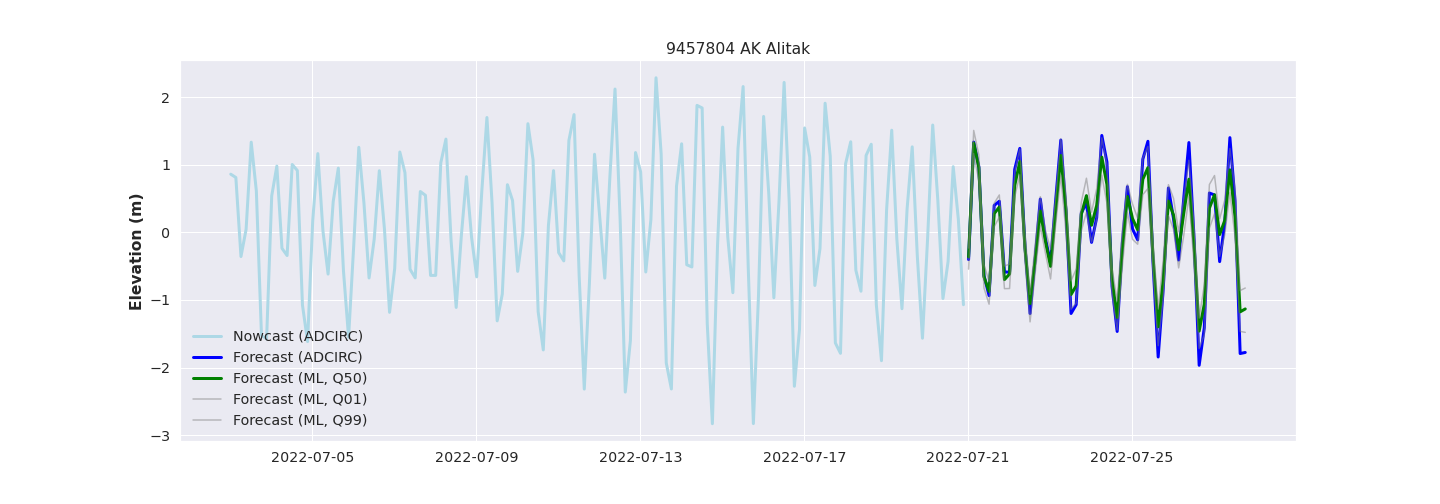 9457804 AK Alitak
Elevation (m)
2
1
0
−1
−2
−3
Nowcast (ADCIRC)
Forecast (ADCIRC)
Forecast (ML, Q50)
Forecast (ML, Q01)
Forecast (ML, Q99)
2022-07-05 2022-07-09 2022-07-13 2022-07-17 2022-07-21 2022-07-25